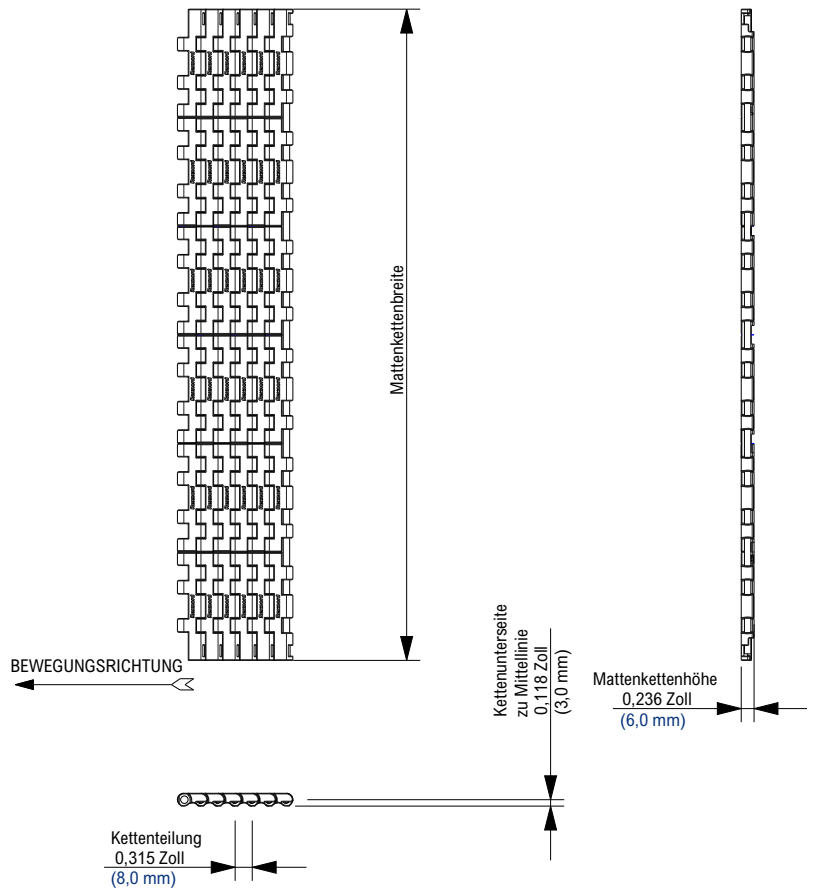 Mattenkettenbreite
BEWEGUNGSRICHTUNG
Kettenunterseite
zu Mittellinie
0,118 Zoll
(3,0 mm)
Mattenkettenhöhe
0,236 Zoll
(6,0 mm)
Kettenteilung
0,315 Zoll
(8,0 mm)